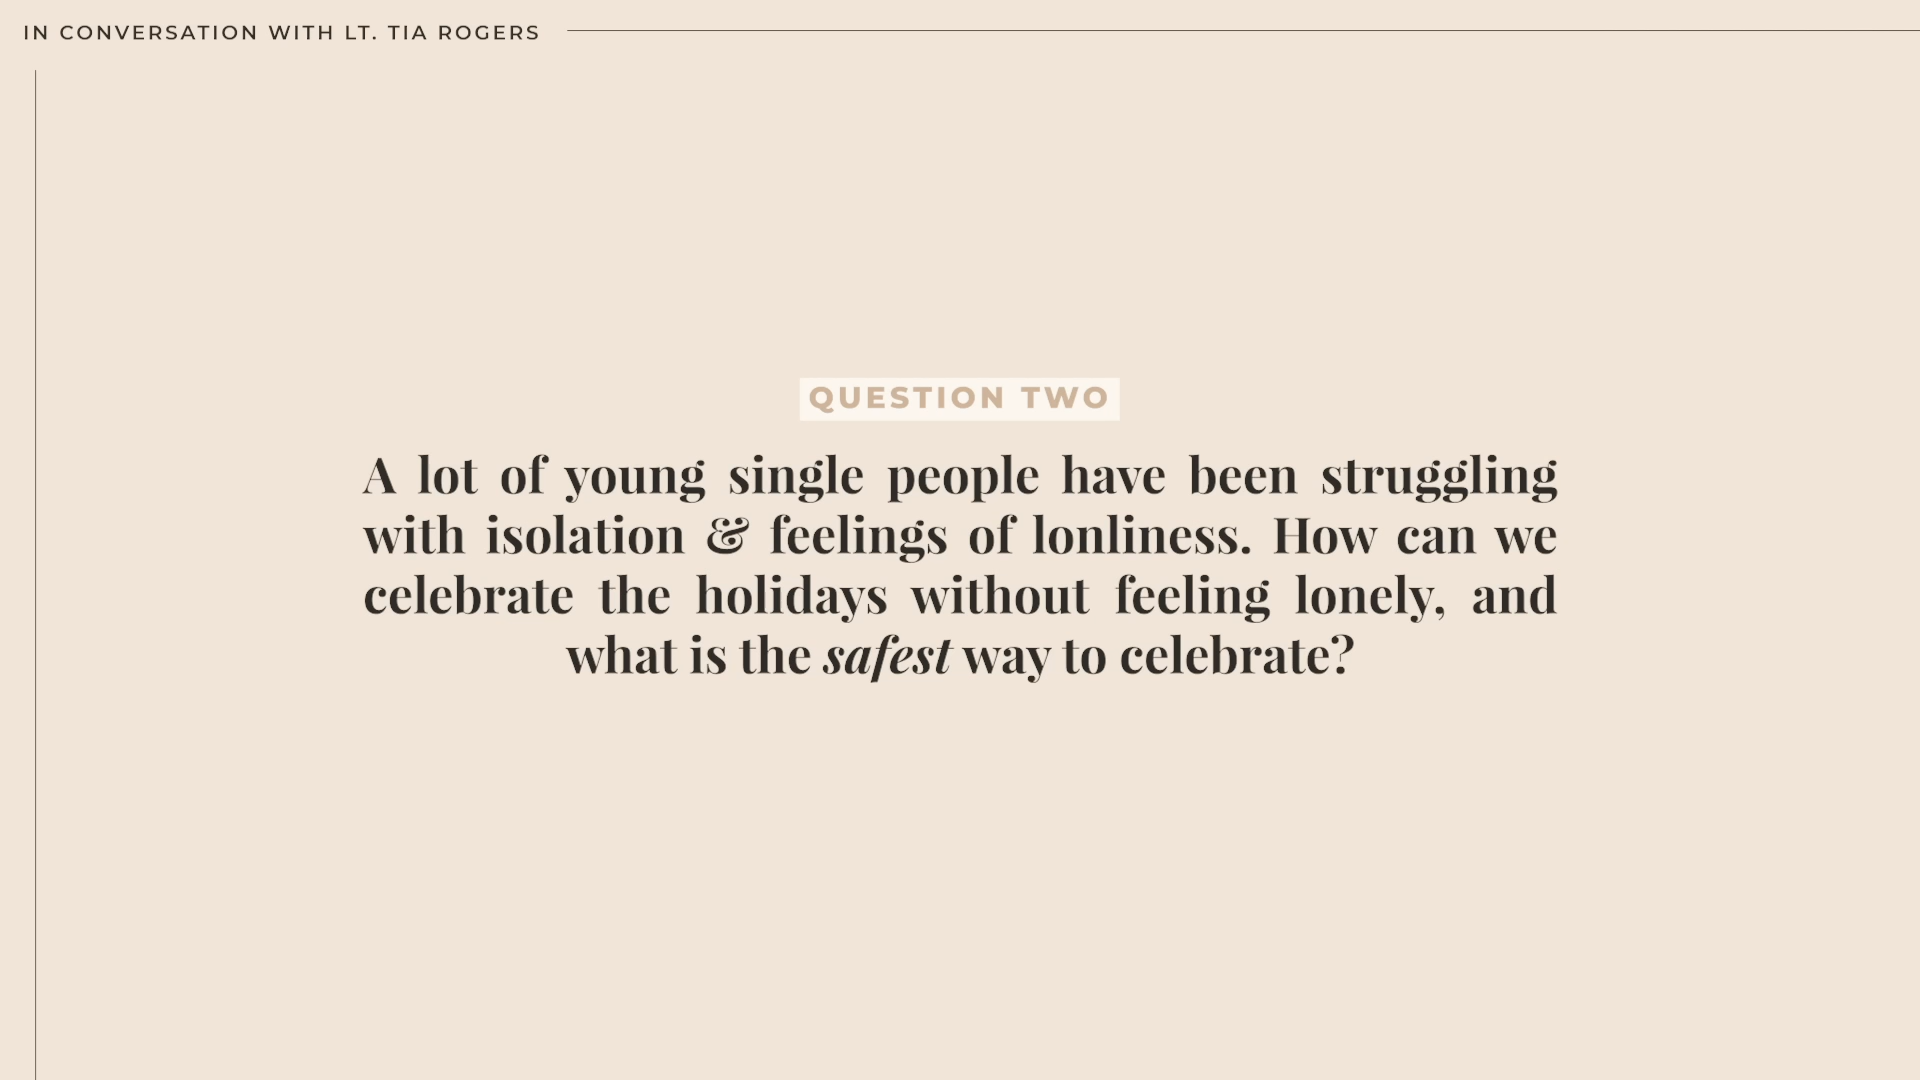 IN CONVERSATION WITH LT. TIA ROGERS
QUESTION TWO
A lot of young single people have been struggling
with isolation & feelings of lonliness. How can we
celebrate the holidays without feeling lonely, and
what is the safest way to celebrate?